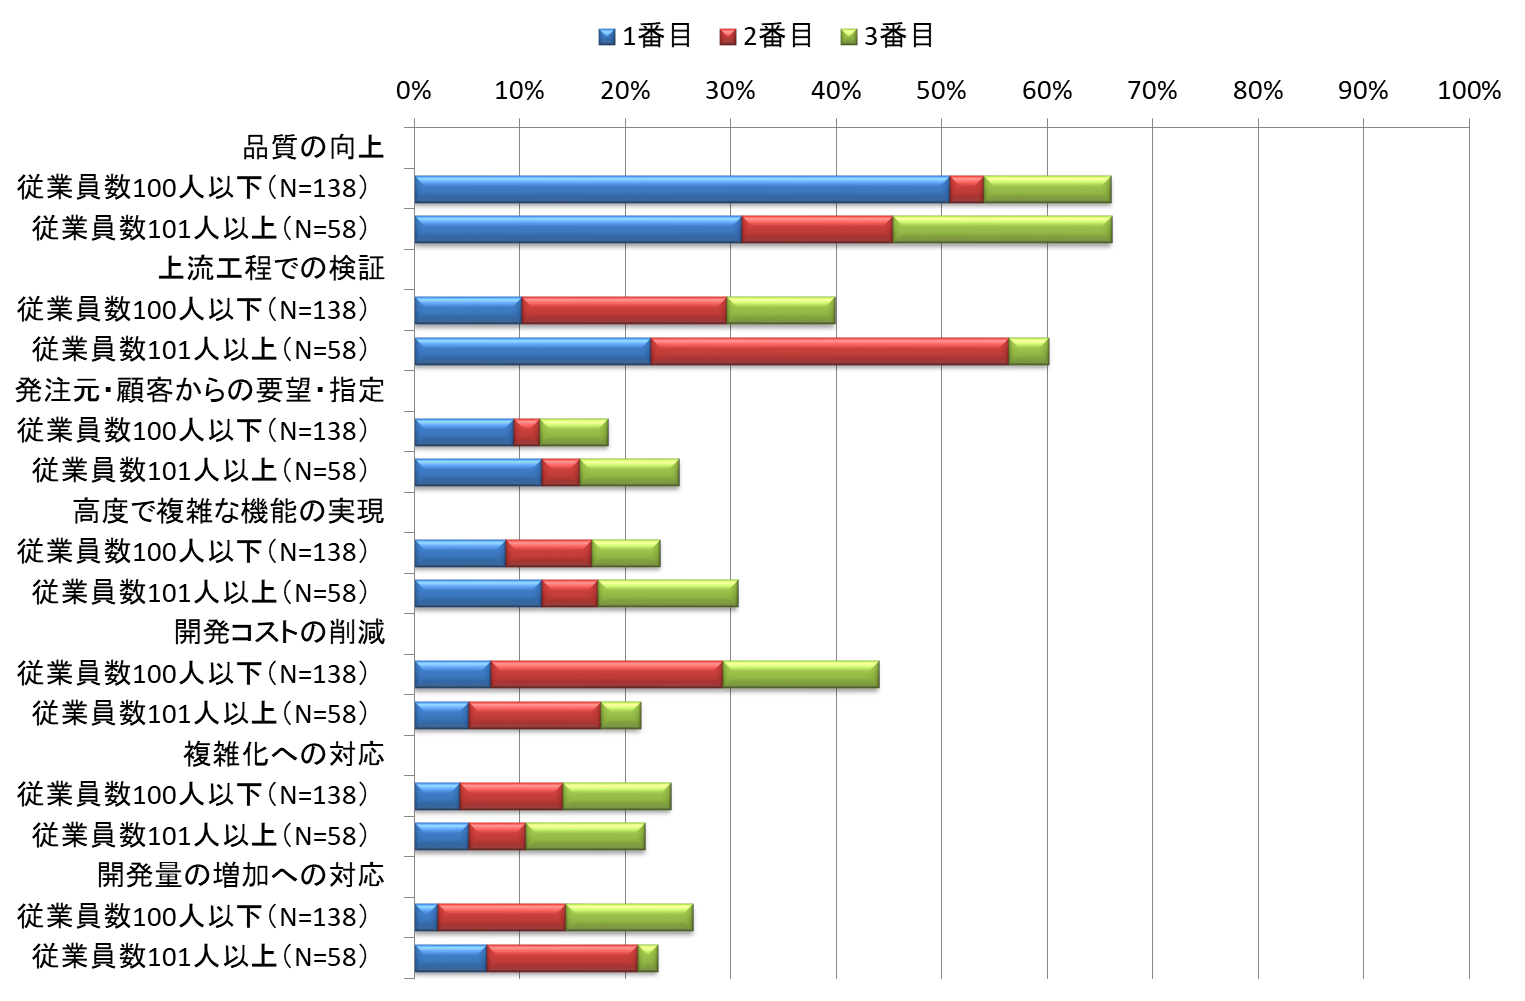 1番目 2番目 3番目
0% 10% 20% 30% 40% 50% 60% 70% 80% 90% 100%
品質の向上
従業員数100人以下（N=138）
従業員数101人以上（N=58）
上流工程での検証
従業員数100人以下（N=138）
従業員数101人以上（N=58）
発注元・顧客からの要望・指定
従業員数100人以下（N=138）
従業員数101人以上（N=58）
高度で複雑な機能の実現
従業員数100人以下（N=138）
従業員数101人以上（N=58）
開発コストの削減
従業員数100人以下（N=138）
従業員数101人以上（N=58）
複雑化への対応
従業員数100人以下（N=138）
従業員数101人以上（N=58）
開発量の増加への対応
従業員数100人以下（N=138）
従業員数101人以上（N=58）